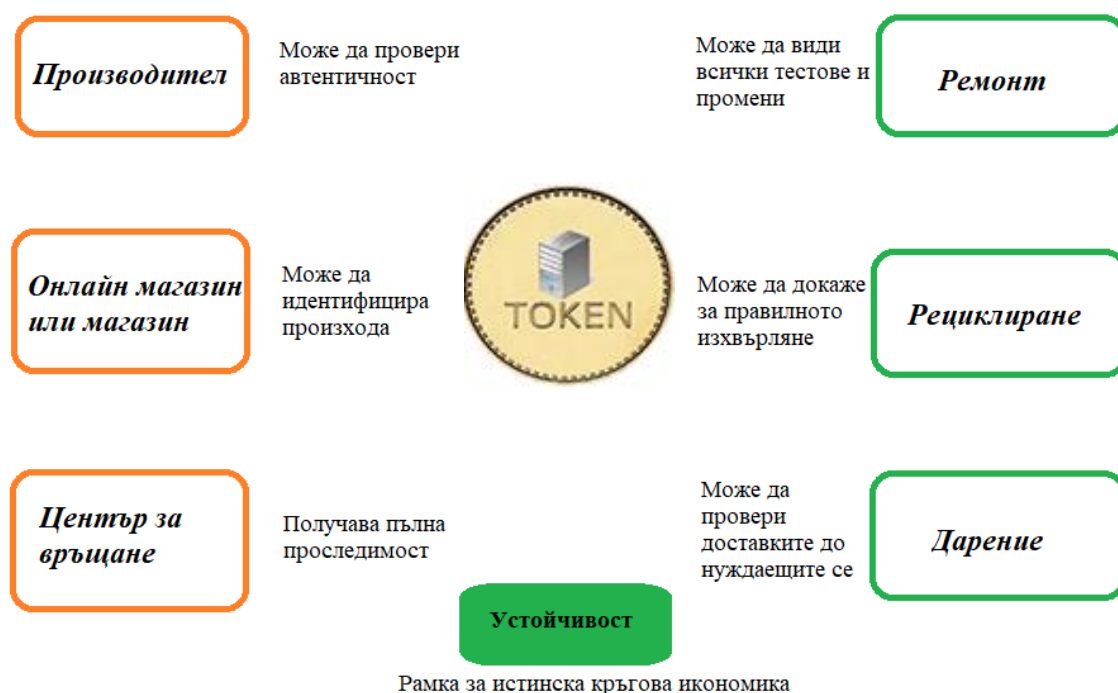 Производител
Може да провери
автентичност
Може да види
всички тестове и
промени
Ремонт
Онлайн магазин
или магазин
Може да
идентифицира
произхода
TOKEN
Може да докаже
за правилното
изхвърляне
Рециклиране
Център за
връщане
Получава пълна
проследимост
Може да
провери
доставките до
нуждаещите се
Дарение
Устойчивост
Рамка за истинска кръгова икономика